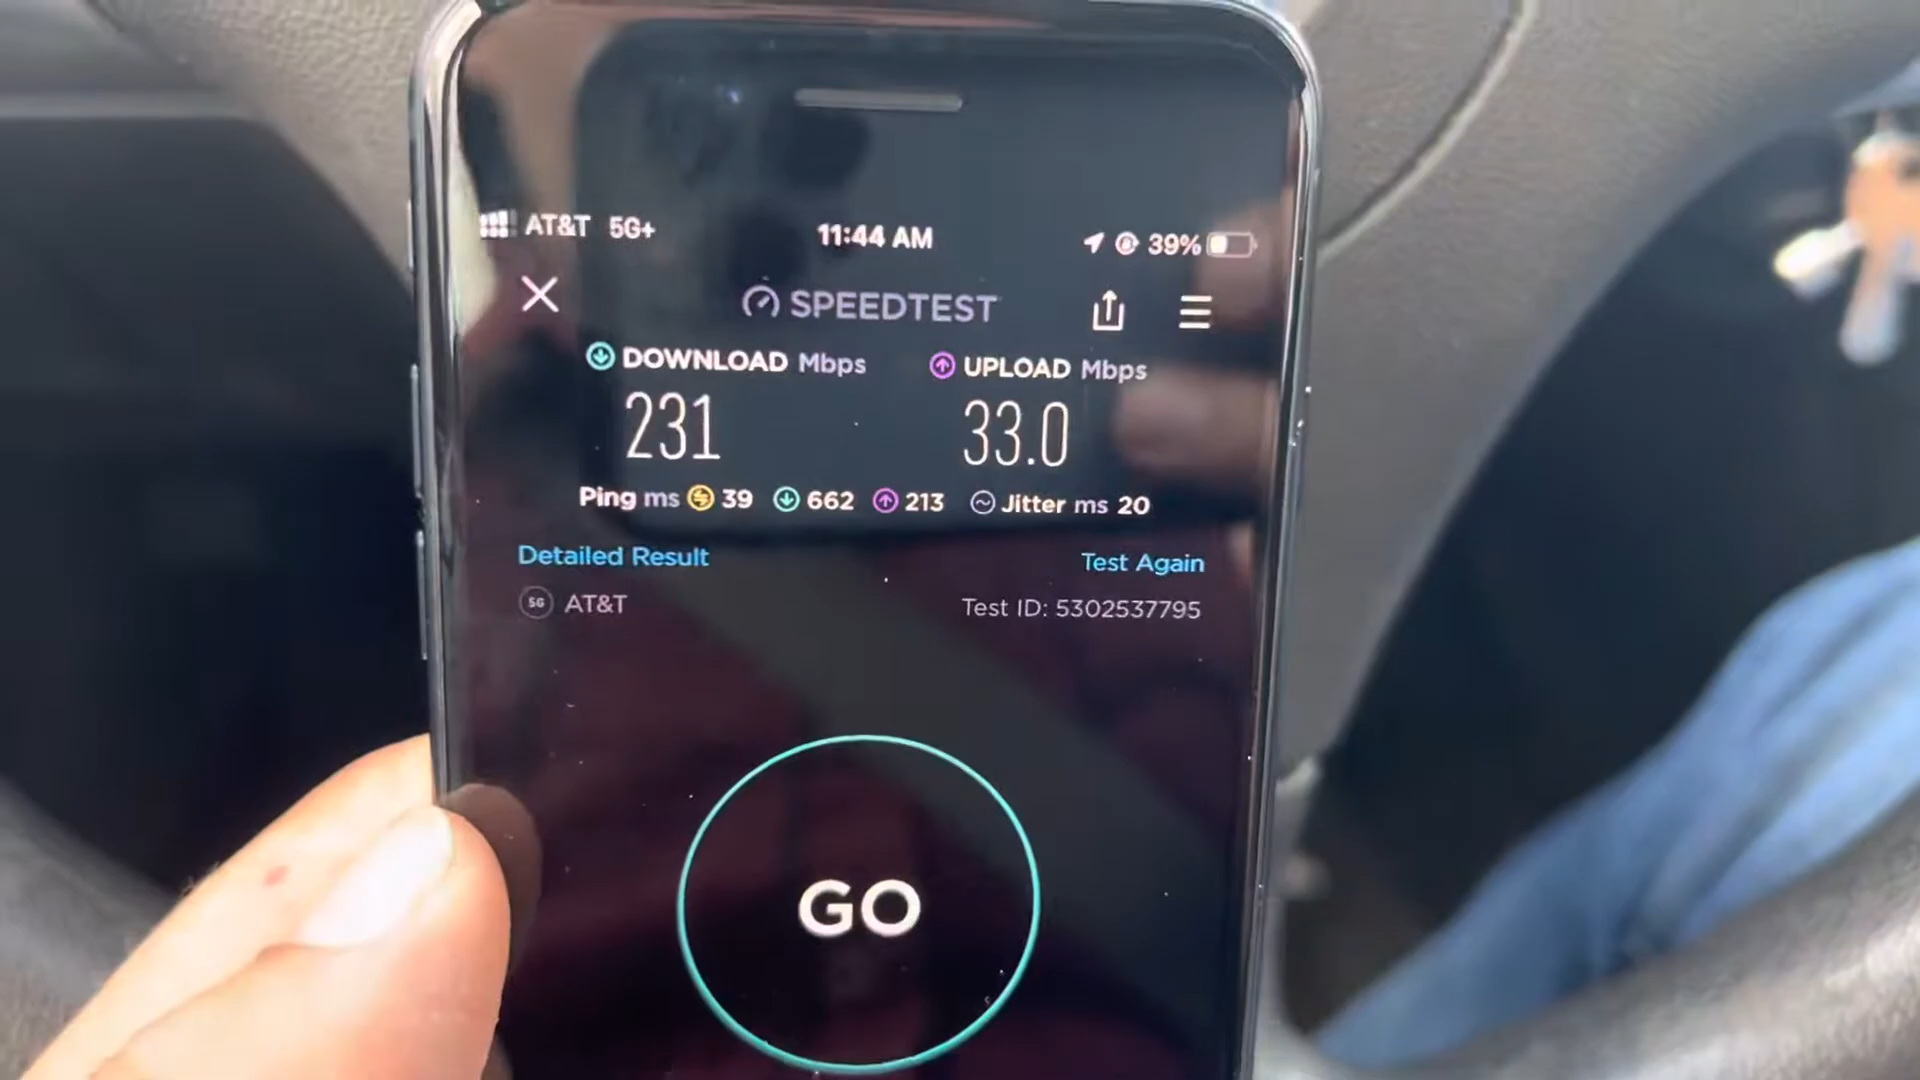 AT&T 5G+ 11:44 AM 39%
SPEEDTEST
DOWNLOAD Mbps UPLOAD Mbps
231 33.0
Ping ms 39 662 213 Jitter ms 20
Detailed Result Test Again
5G AT&T Test ID: 5302537795
GO